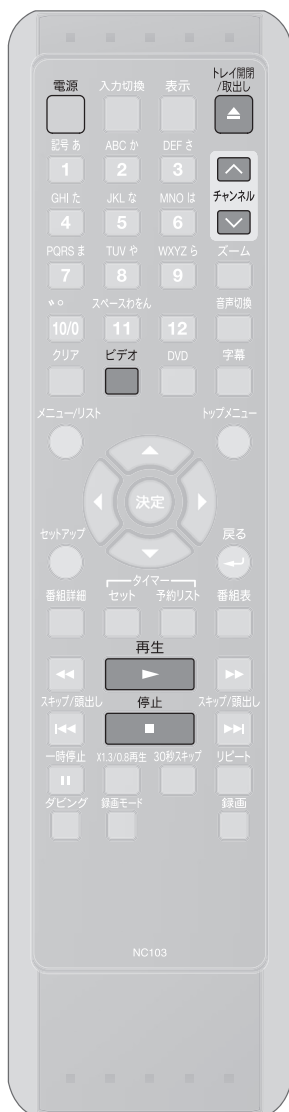 トレイ開閉
電源 入力切換 表示 /取出し
記号 あ ABC か DEF さ
1 2 3
GHI た JKL な MNO は チャンネル
4 5 6
PQRS ま TUV や WXYZ ら ズーム
7 8 9
゛゜ スペースわをん 音声切換
10/0 11 12
クリア ビデオ DVD 字幕
メニュー/リスト トップメニュー
決定
セットアップ 戻る
タイマー
番組詳細 セット 予約リスト 番組表
再生
スキップ/頭出し 停止 スキップ/頭出し
一時停止 X1.3/0.8再生 30秒スキップ リピート
ダビング 録画モード 録画
NC103